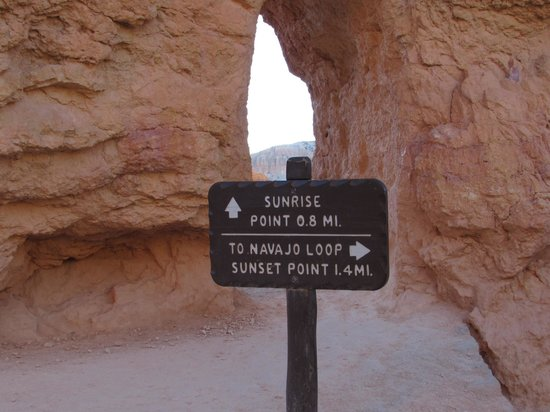 SUNRISE
POINT 0.8 MI.
TO NAVAJO LOOP
SUNSET POINT 1.4 MI.